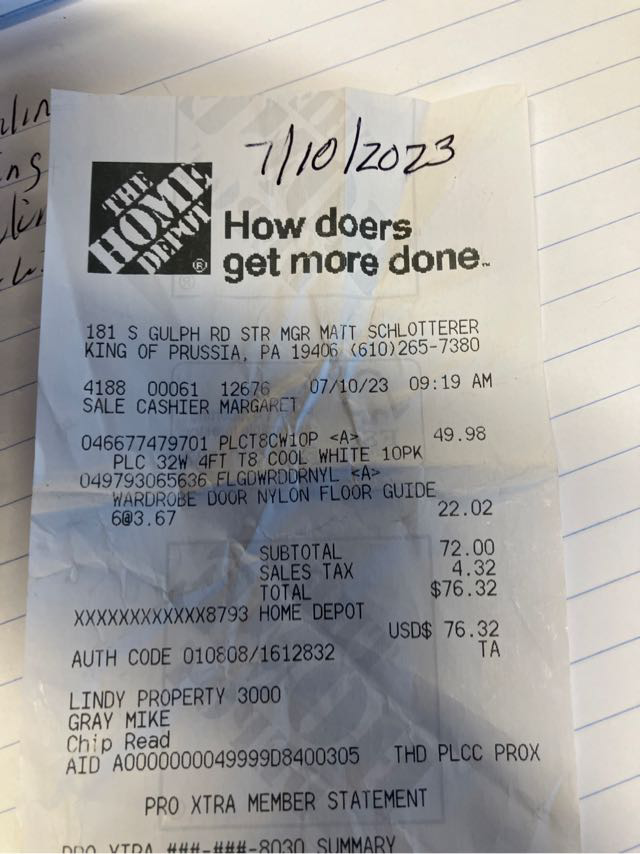 7/10/2023
THE
HOME
DEPOT
®
How doers
get more done™
181 S GULPH RD STR MGR MATT SCHLOTTERER
KING OF PRUSSIA, PA 19406 (610)265-7380
4188 00061 12676 07/10/23 09:19 AM
SALE CASHIER MARGARET
046677479701 PLCT8CW10P <A> 49.98
PLC 32W 4FT T8 COOL WHITE 10PK
049793065636 FLGDWRDDRNYL <A>
WARDROBE DOOR NYLON FLOOR GUIDE
6@3.67 22.02
SUBTOTAL 72.00
SALES TAX 4.32
TOTAL $76.32
XXXXXXXXXXXX8793 HOME DEPOT
USD$ 76.32
AUTH CODE 010808/1612832 TA
LINDY PROPERTY 3000
GRAY MIKE
Chip Read
AID A0000000049999D8400305 THD PLCC PROX
PRO XTRA MEMBER STATEMENT
PRO XTRA ###-###-8030 SUMMARY